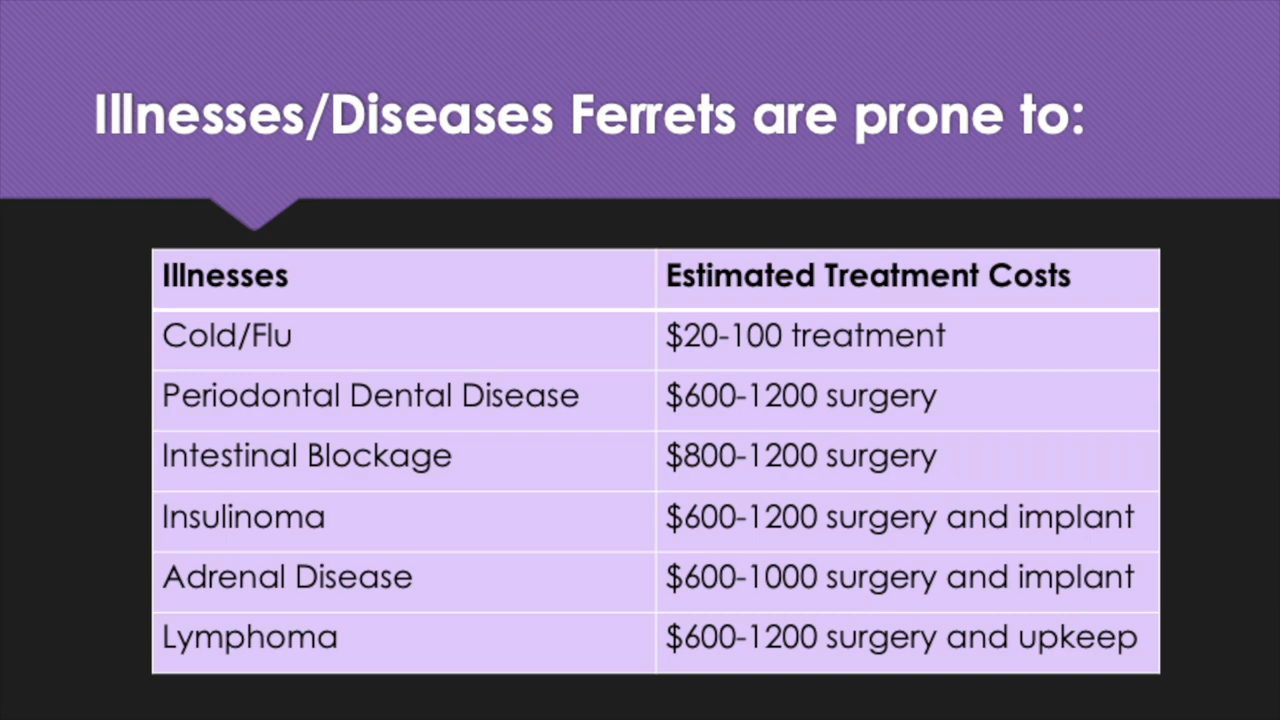 Illnesses/Diseases Ferrets are prone to:
Illnesses Estimated Treatment Costs
Cold/Flu $20-100 treatment
Periodontal Dental Disease $600-1200 surgery
Intestinal Blockage $800-1200 surgery
Insulinoma $600-1200 surgery and implant
Adrenal Disease $600-1000 surgery and implant
Lymphoma $600-1200 surgery and upkeep